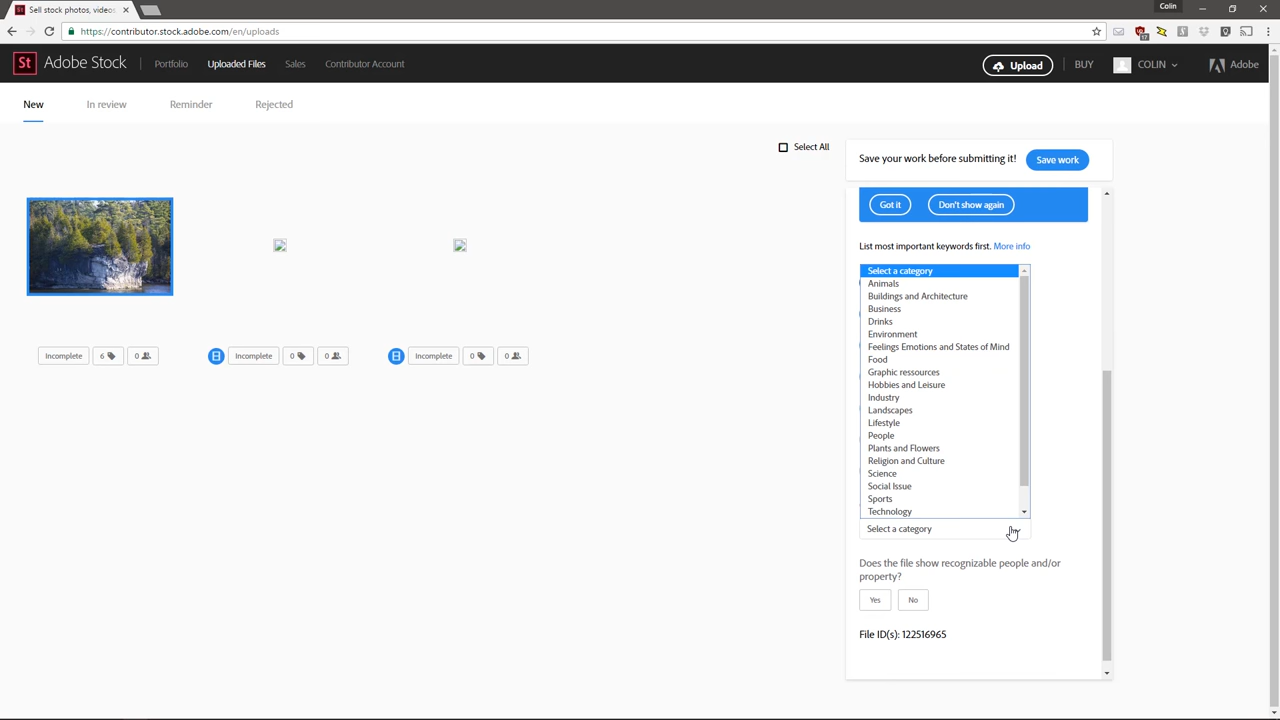 Colin
Sell stock photos, videos
https://contributor.stock.adobe.com/en/uploads
St Adobe Stock Portfolio Uploaded Files Sales Contributor Account Upload BUY COLIN Adobe
New In review Reminder Rejected
Select All
Save your work before submitting it! Save work
Got it Don't show again
List most important keywords first. More info
Select a category
Animals
Buildings and Architecture
Business
Drinks
Environment
Feelings Emotions and States of Mind
Food
Graphic ressources
Hobbies and Leisure
Industry
Landscapes
Lifestyle
People
Plants and Flowers
Religion and Culture
Science
Social Issue
Sports
Technology
Select a category
Incomplete 6 0 Incomplete 0 0 Incomplete 0 0
Does the file show recognizable people and/or
property?
Yes No
File ID(s): 122516965